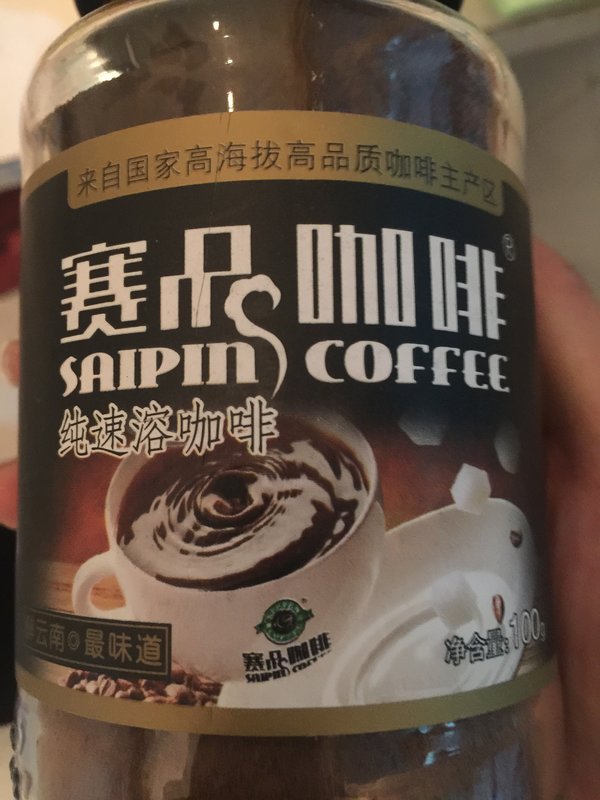 来自国家高海拔高品质咖啡主产区
赛品咖啡®
SAIPIN COFFEE
纯速溶咖啡
赛品咖啡
SAIPIN COFFEE
云南◎最味道
净含量:100g